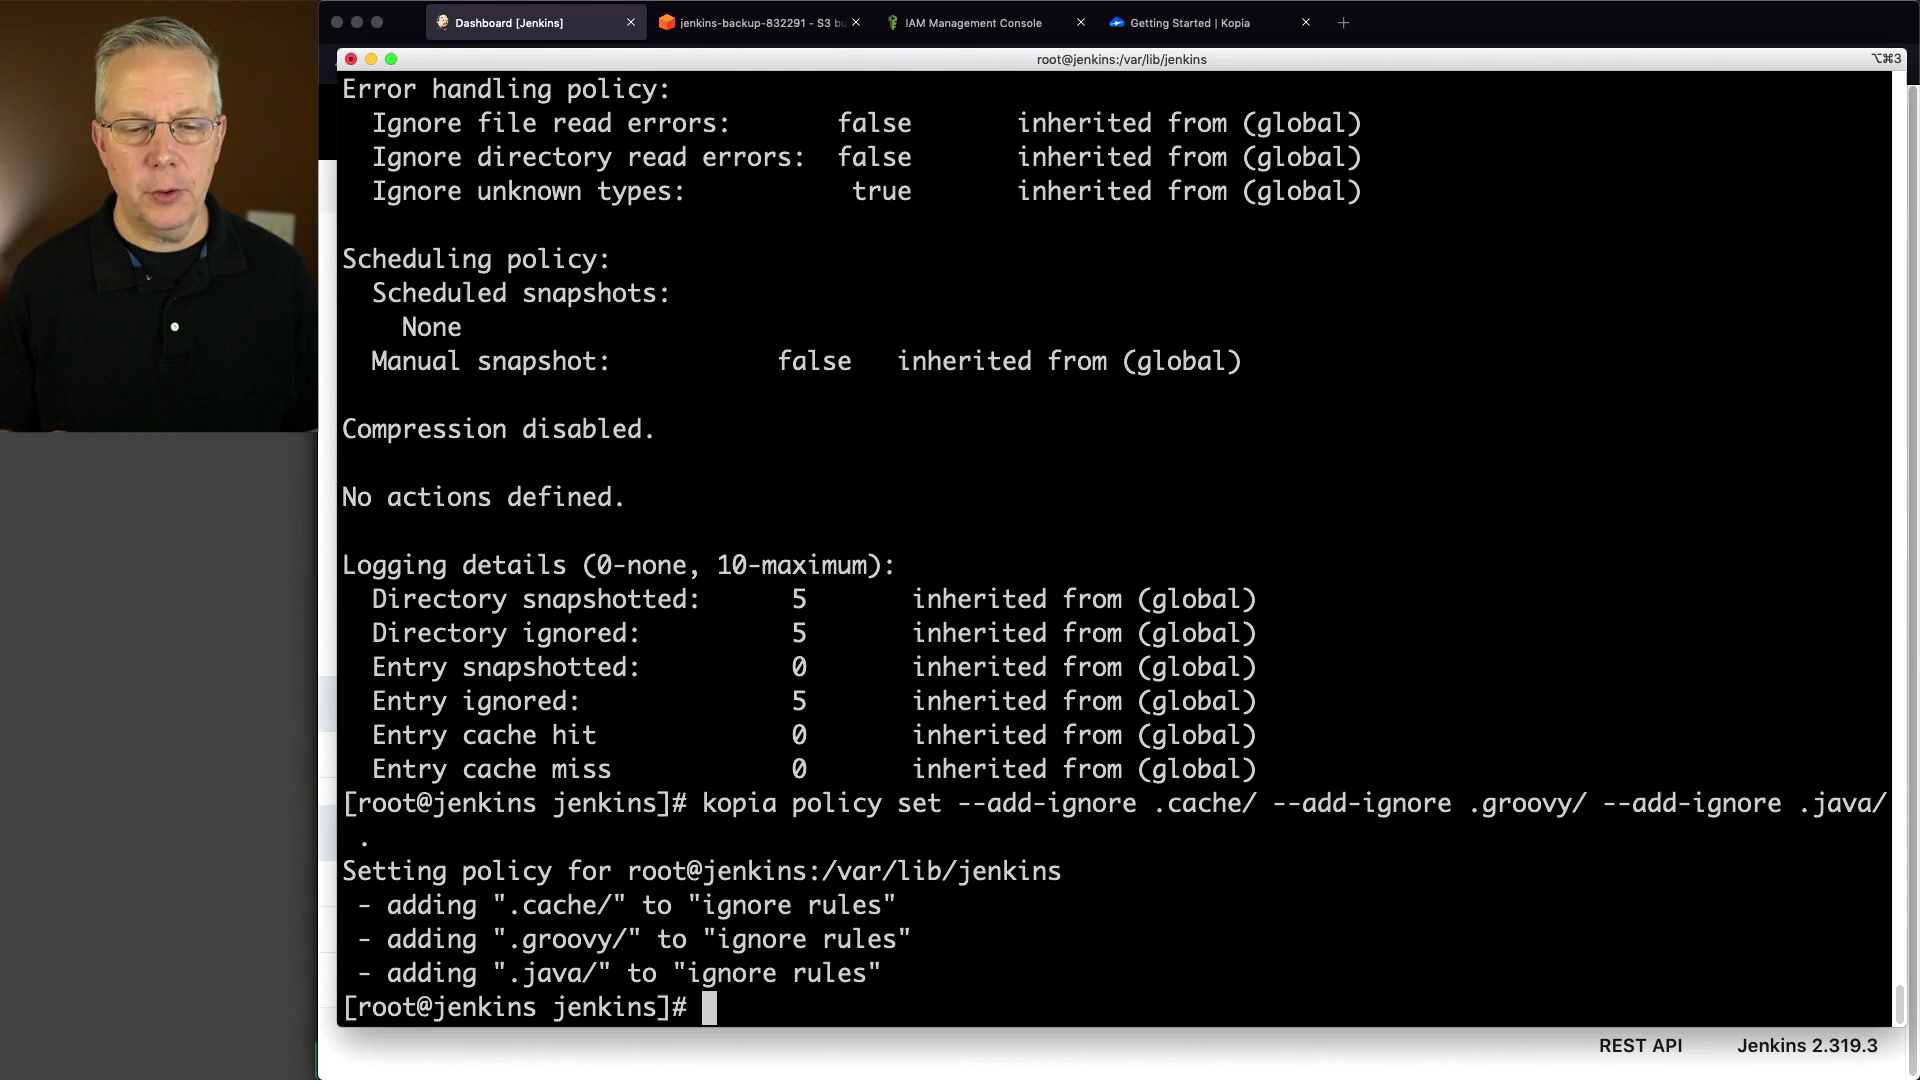 Dashboard [Jenkins]
jenkins-backup-832291 - S3 bu
IAM Management Console
Getting Started | Kopia
root@jenkins:/var/lib/jenkins
⌥⌘3
Error handling policy:
Ignore file read errors: false inherited from (global)
Ignore directory read errors: false inherited from (global)
Ignore unknown types: true inherited from (global)
Scheduling policy:
Scheduled snapshots:
None
Manual snapshot: false inherited from (global)
Compression disabled.
No actions defined.
Logging details (0-none, 10-maximum):
Directory snapshotted: 5 inherited from (global)
Directory ignored: 5 inherited from (global)
Entry snapshotted: 0 inherited from (global)
Entry ignored: 5 inherited from (global)
Entry cache hit 0 inherited from (global)
Entry cache miss 0 inherited from (global)
[root@jenkins jenkins]# kopia policy set --add-ignore .cache/ --add-ignore .groovy/ --add-ignore .java/
.
Setting policy for root@jenkins:/var/lib/jenkins
- adding ".cache/" to "ignore rules"
- adding ".groovy/" to "ignore rules"
- adding ".java/" to "ignore rules"
[root@jenkins jenkins]#
REST API
Jenkins 2.319.3